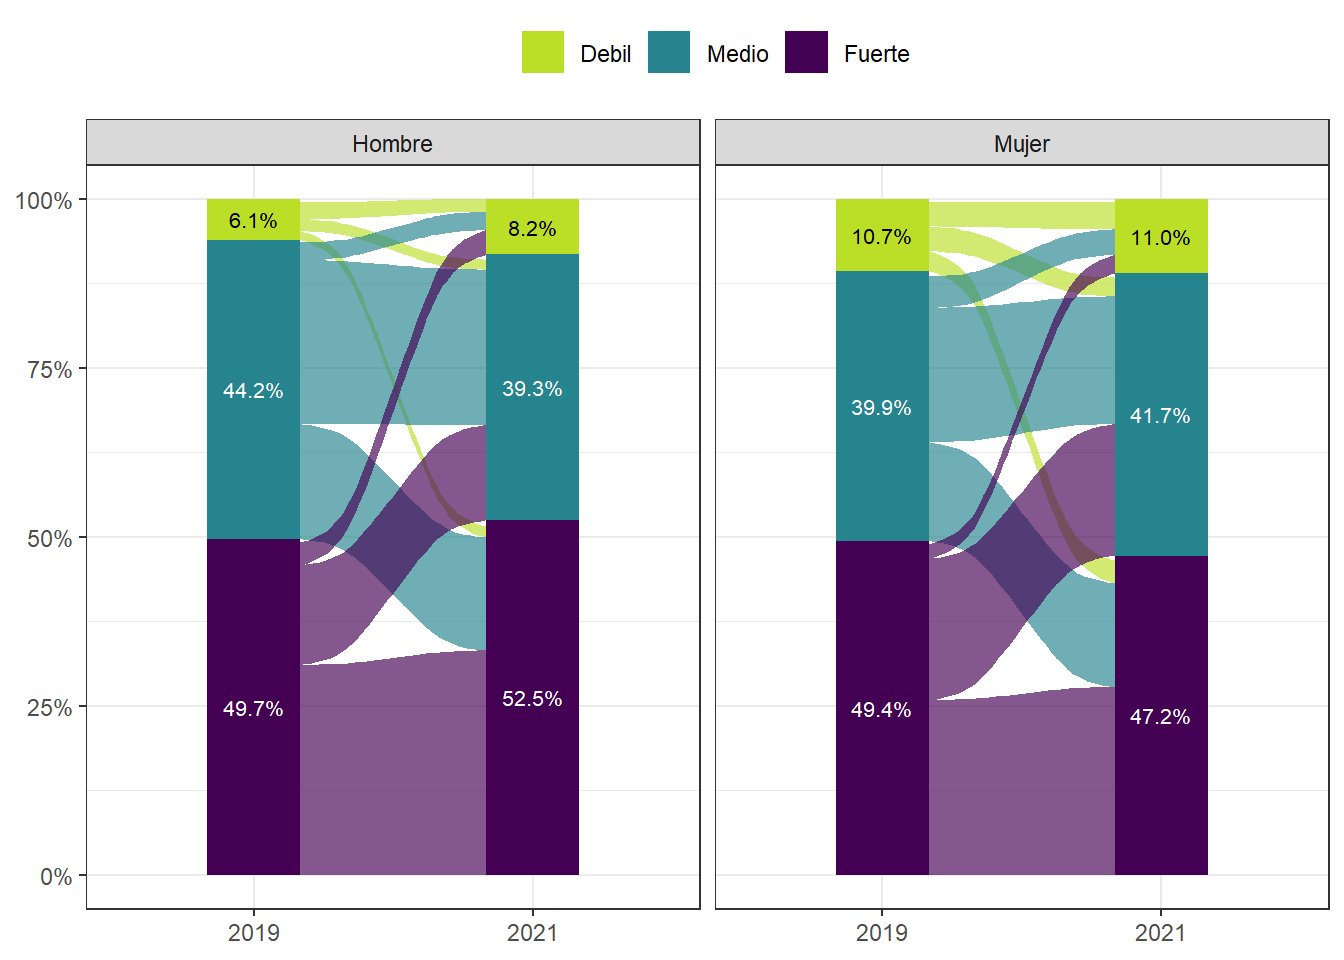 Debil Medio Fuerte
Hombre Mujer
100%
75%
50%
25%
0%
6.1% 8.2% 10.7% 11.0%
44.2% 39.3% 39.9% 41.7%
49.7% 52.5% 49.4% 47.2%
2019 2021 2019 2021